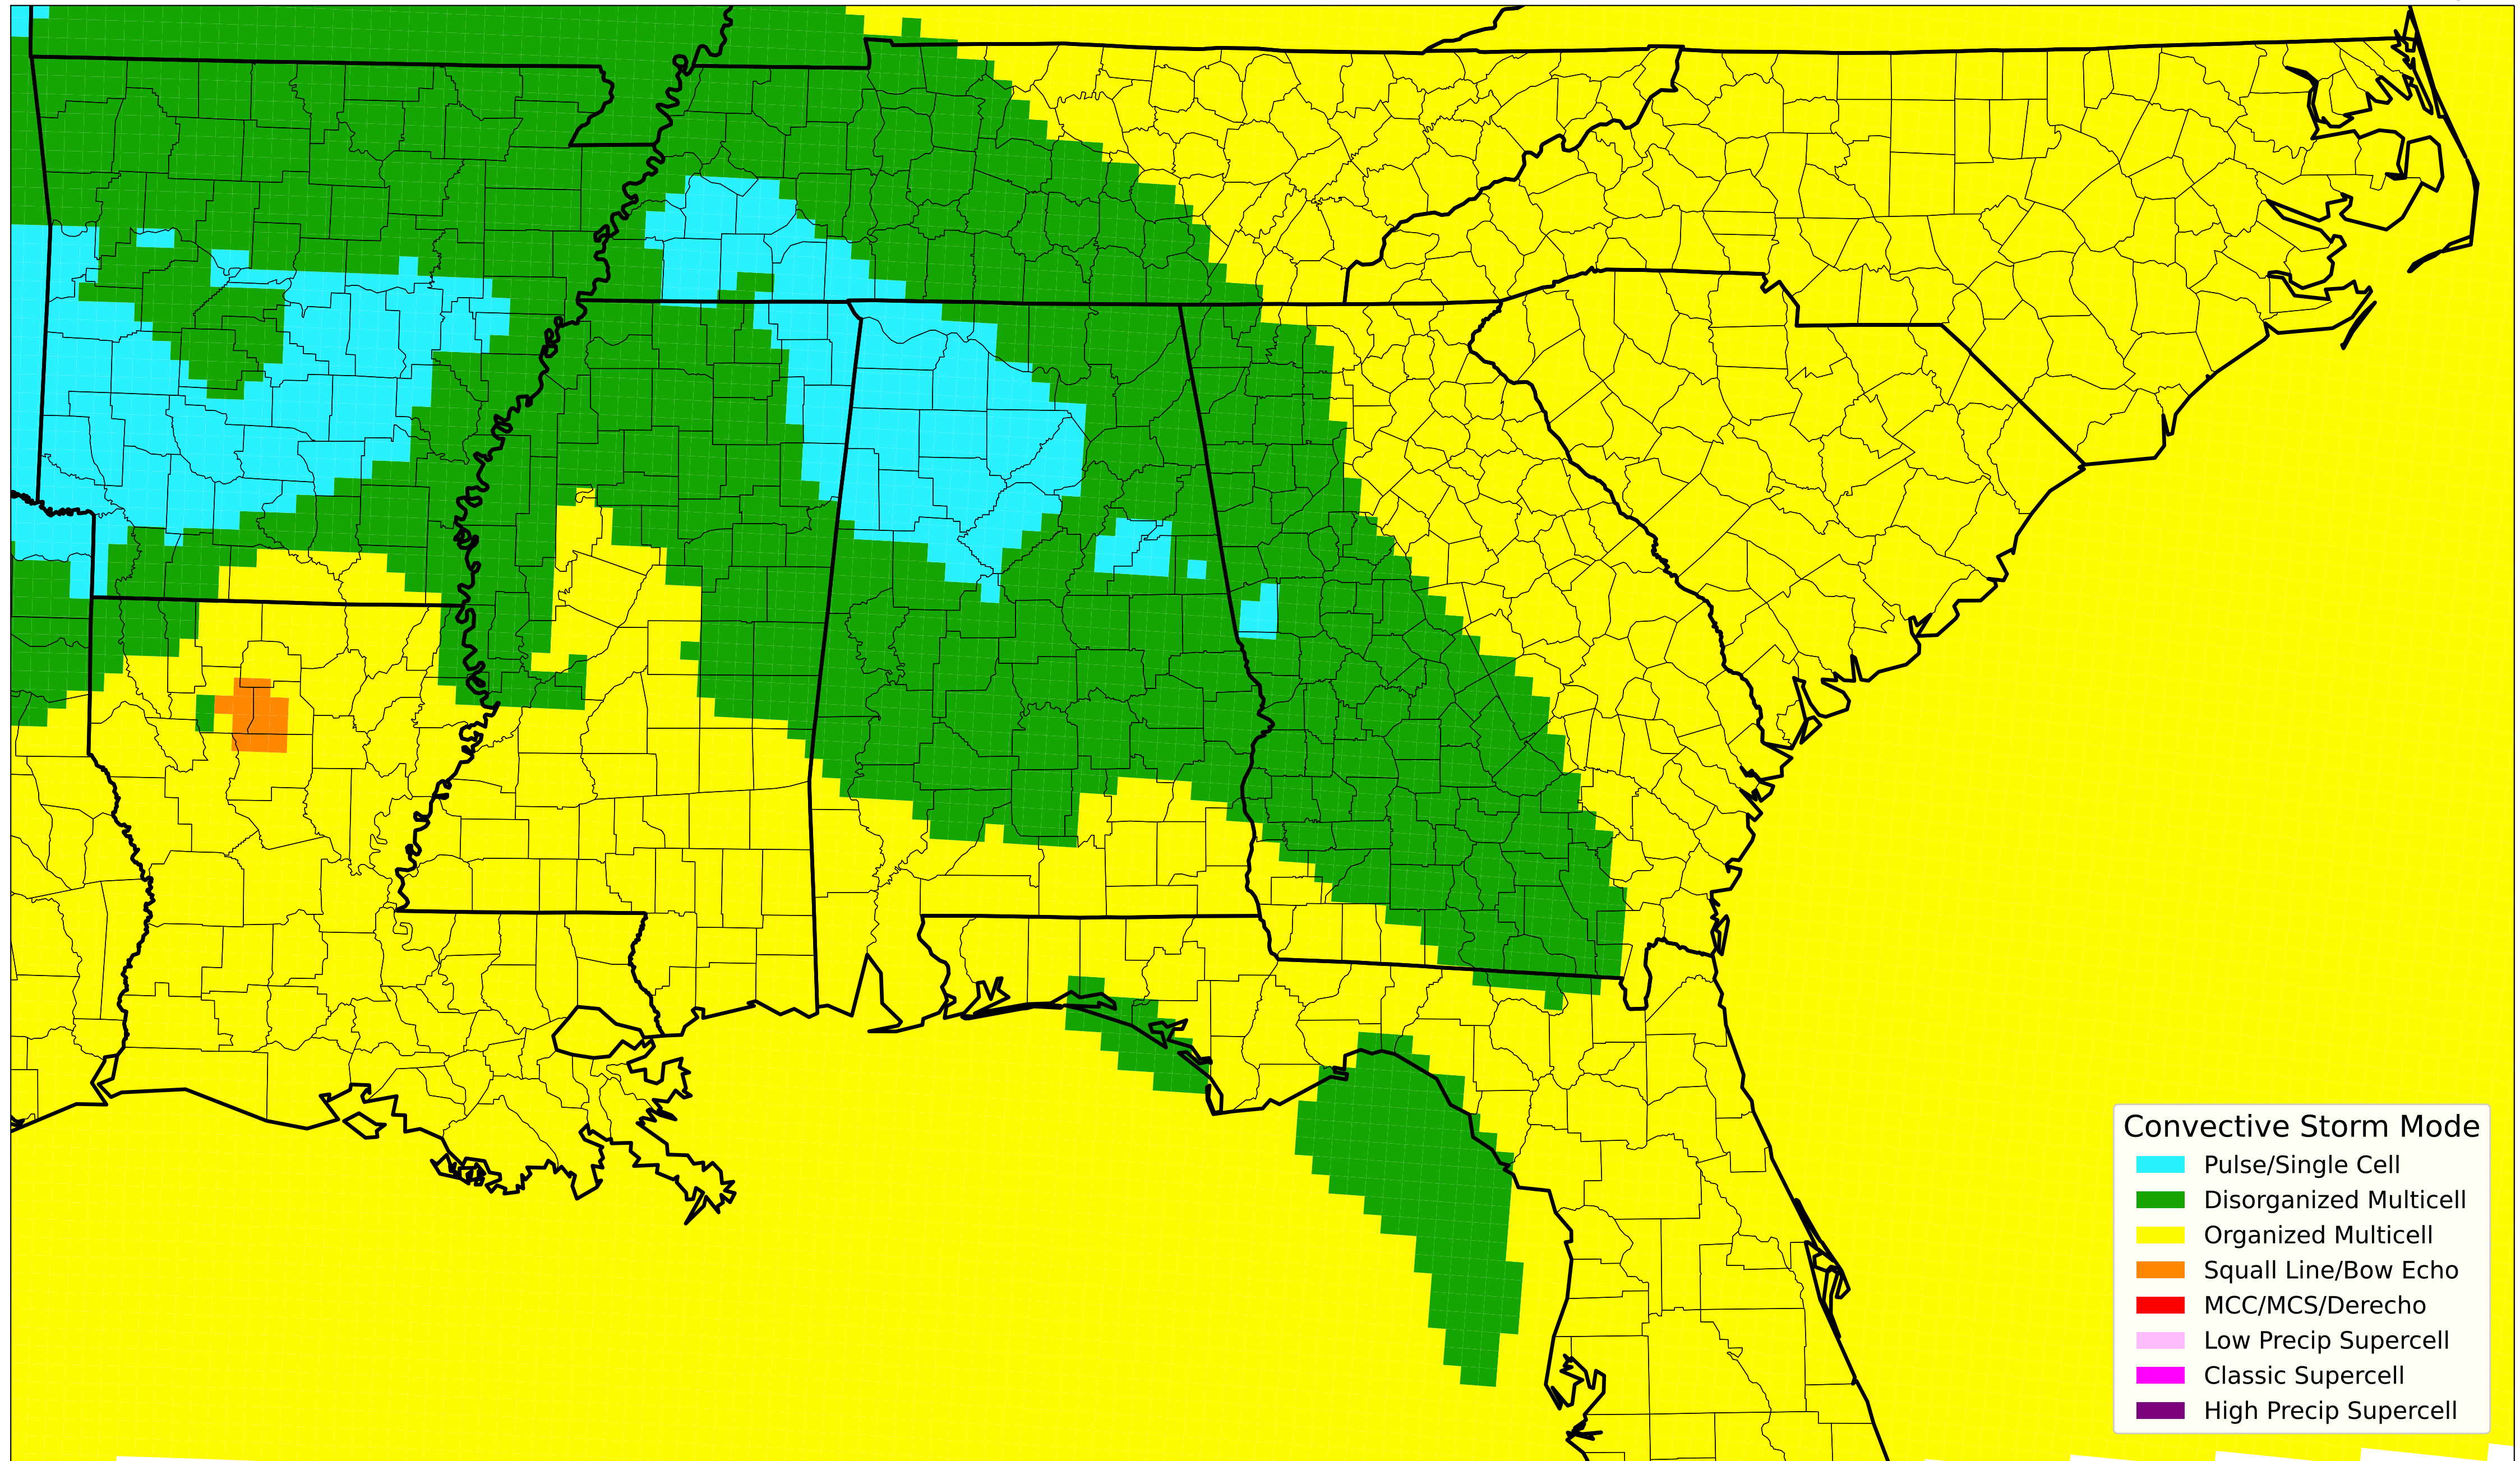 Convective Storm Mode
Pulse/Single Cell
Disorganized Multicell
Organized Multicell
Squall Line/Bow Echo
MCC/MCS/Derecho
Low Precip Supercell
Classic Supercell
High Precip Supercell